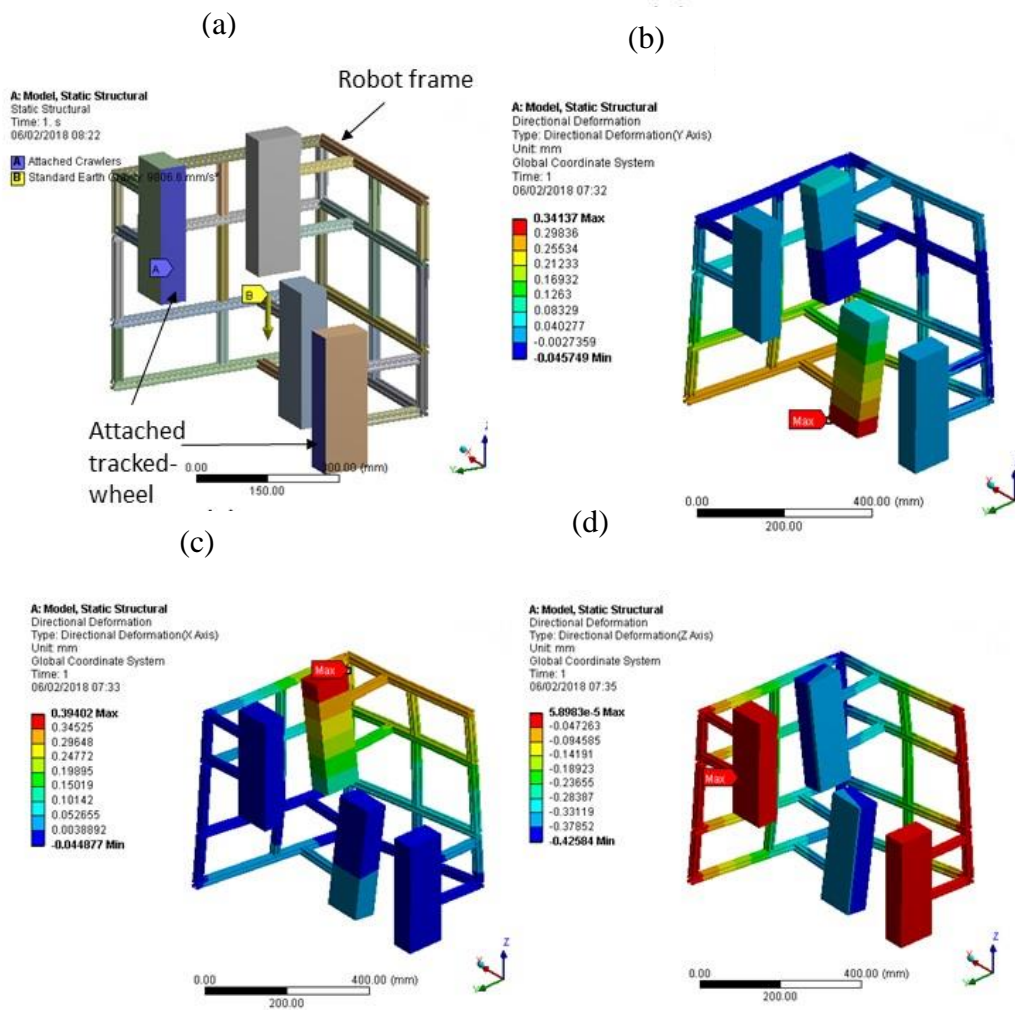 (a)
Robot frame
A: Model, Static Structural
Static Structural
Time: 1. s
06/02/2018 08:22
A Attached Crawlers
B Standard Earth Gravity: 9806.6 mm/s²
A
B
Attached
tracked-
wheel
0.00
300.00 (mm)
150.00
Z
Y
(b)
A: Model, Static Structural
Directional Deformation
Type: Directional Deformation(Y Axis)
Unit: mm
Global Coordinate System
Time: 1
06/02/2018 07:32
0.34137 Max
0.29836
0.25534
0.21233
0.16932
0.1263
0.08329
0.040277
-0.0027359
-0.045749 Min
Max
0.00
400.00 (mm)
200.00
Y
(c)
A: Model, Static Structural
Directional Deformation
Type: Directional Deformation(X Axis)
Unit: mm
Global Coordinate System
Time: 1
06/02/2018 07:33
0.39402 Max
0.34525
0.29648
0.24772
0.19895
0.15019
0.10142
0.052655
0.0038892
-0.044877 Min
Max
0.00
400.00 (mm)
200.00
Z
X
Y
(d)
A: Model, Static Structural
Directional Deformation
Type: Directional Deformation(Z Axis)
Unit: mm
Global Coordinate System
Time: 1
06/02/2018 07:35
5.8983e-5 Max
-0.047263
-0.094585
-0.14191
-0.18923
-0.23655
-0.28387
-0.33119
-0.37852
-0.42584 Min
Max
0.00
400.00 (mm)
200.00
Z
X
Y